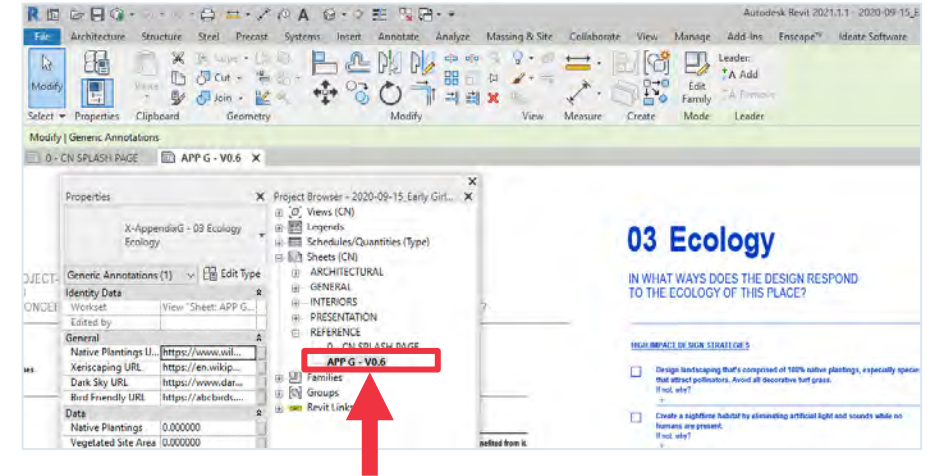 Autodesk Revit 2021.1.1 - 2020-09-15_E
File Architecture Structure Steel Precast Systems Insert Annotate Analyze Massing & Site Collaborate View Manage Add-Ins Enscape™ Ideate Software
Modify
Cut
Join
Edit Family
Leader:
Add
Select Properties Clipboard Geometry Modify View Measure Create Mode Leader
Modify | Generic Annotations
0 - CN SPLASH PAGE APP G - V0.6 X
Properties X
X-AppendixG - 03 Ecology
Ecology
Generic Annotations (1) Edit Type
Identity Data
Workset View "Sheet: APP G...
Edited by
General
Native Plantings U... https://www.wil...
Xeriscaping URL https://en.wikip...
Dark Sky URL https://www.dar...
Bird Friendly URL https://abcbirds....
Data
Native Plantings 0.000000
Vegetated Site Area 0.000000
Project Browser - 2020-09-15_Early Girl... X
Views (CN)
Legends
Schedules/Quantities (Type)
Sheets (CN)
ARCHITECTURAL
GENERAL
INTERIORS
PRESENTATION
REFERENCE
0 - CN SPLASH PAGE
APP G - V0.6
Families
Groups
Revit Links
03 Ecology
IN WHAT WAYS DOES THE DESIGN RESPOND
TO THE ECOLOGY OF THIS PLACE?
HIGH IMPACT DESIGN STRATEGIES
Design landscaping that's comprised of 100% native plantings, especially specie
that attract pollinators. Avoid all decorative turf grass.
If not, why?
Create a nighttime habitat by eliminating artificial light and sounds while no
humans are present.
If not, why?
nefited from it.